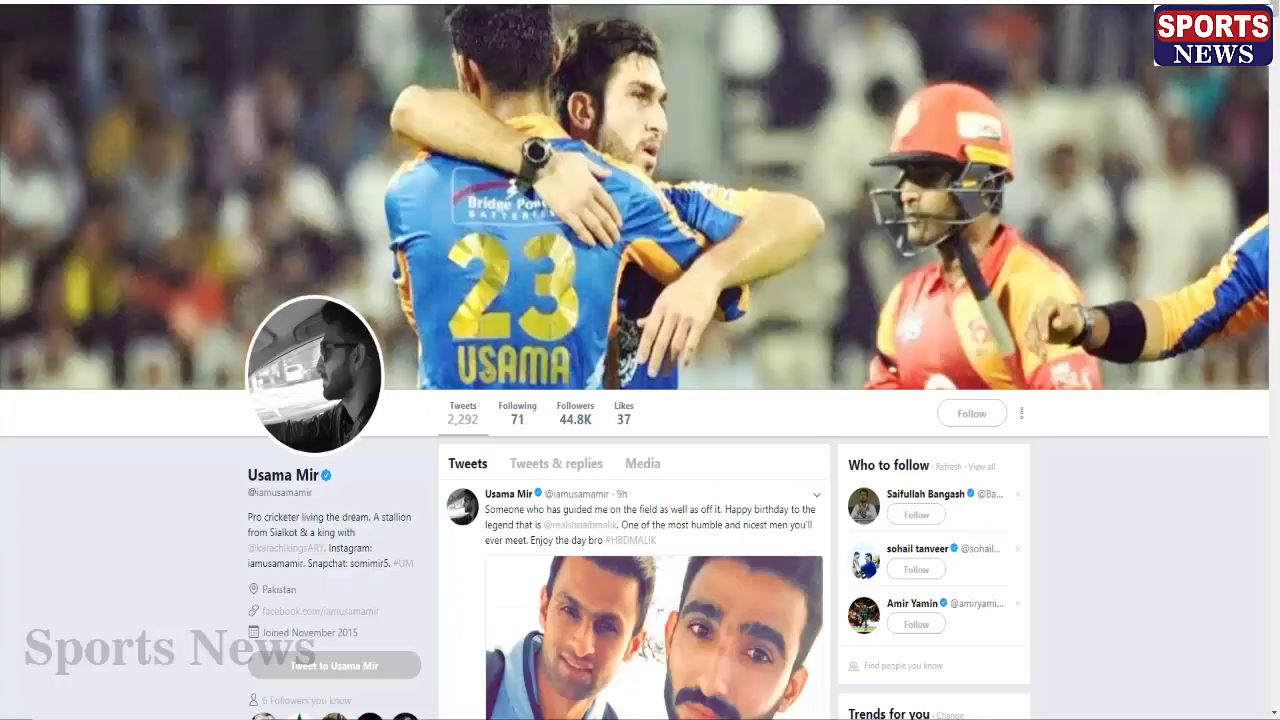 SPORTS
NEWS
Bridge Pow
BATTERIES
23
USAMA
Tweets
2,292
Following
71
Followers
44.8K
Likes
37
Follow
Usama Mir
@iamusamamir
Pro cricketer living the dream. A stallion
from Sialkot & a king with
@karachikingsARY. Instagram:
iamusamamir. Snapchat: somimir5. #UM
Pakistan
facebook.com/iamusamamir
Joined November 2015
Tweet to Usama Mir
6 Followers you know
Sports News
Tweets Tweets & replies Media
Usama Mir @iamusamamir · 9h
Someone who has guided me on the field as well as off it. Happy birthday to the
legend that is @realshoaibmalik. One of the most humble and nicest men you'll
ever meet. Enjoy the day bro #HBDMALIK
Who to follow · Refresh · View all
Saifullah Bangash @Ba...
Follow
sohail tanveer @sohail...
Follow
Amir Yamin @amiryami...
Follow
Find people you know
Trends for you · Change